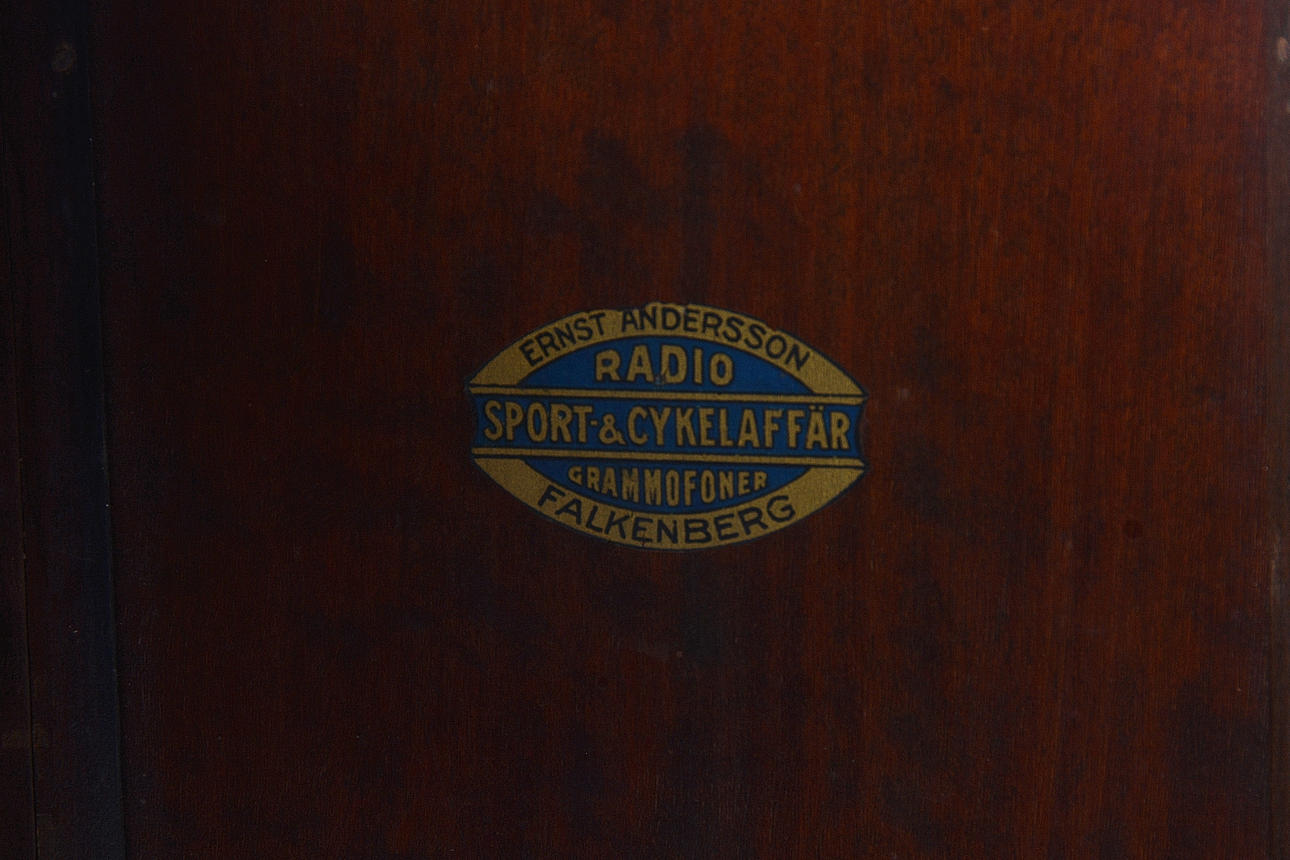 ERNST ANDERSSON
RADIO
SPORT-&CYKELAFFÄR
GRAMMOFONER
FALKENBERG